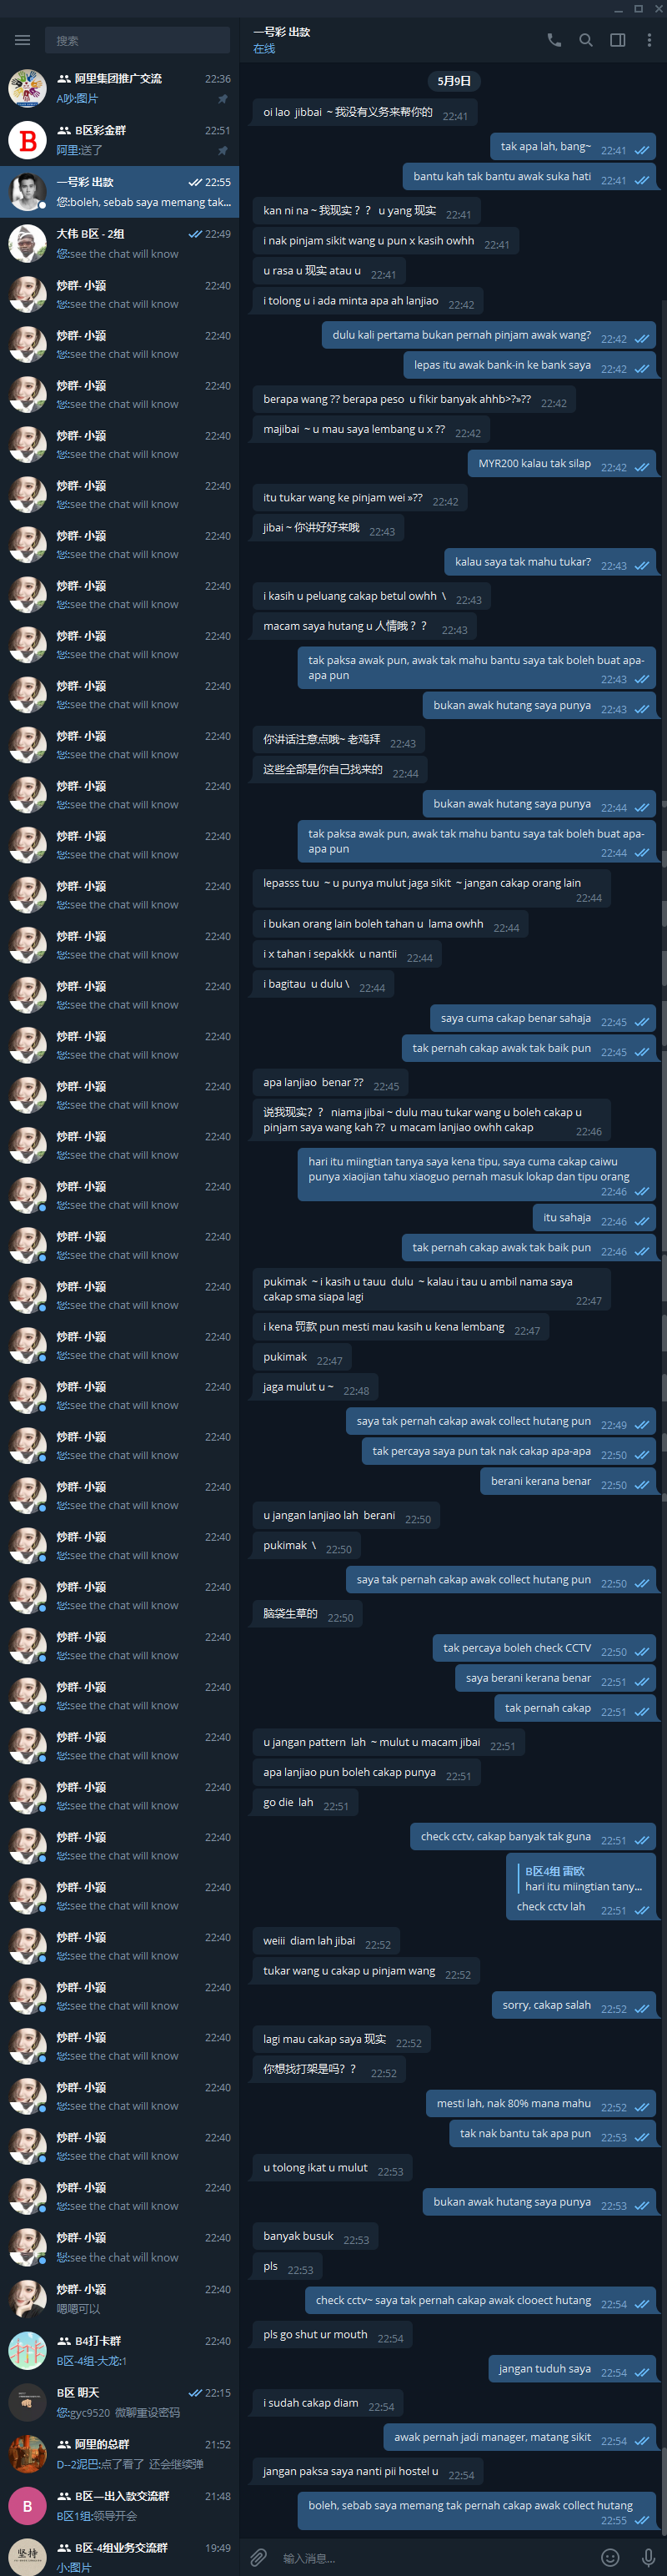 搜索
阿里集团推广交流 22:36
A吵:图片
B区彩金群 22:51
阿里:送了
一号彩 出款 22:55
您:boleh, sebab saya memang tak...
大伟 B区 - 2组 22:49
您:see the chat will know
炒群- 小颖 22:40
您:see the chat will know
炒群- 小颖 22:40
您:see the chat will know
炒群- 小颖 22:40
您:see the chat will know
炒群- 小颖 22:40
您:see the chat will know
炒群- 小颖 22:40
您:see the chat will know
炒群- 小颖 22:40
您:see the chat will know
炒群- 小颖 22:40
您:see the chat will know
炒群- 小颖 22:40
您:see the chat will know
炒群- 小颖 22:40
您:see the chat will know
炒群- 小颖 22:40
您:see the chat will know
炒群- 小颖 22:40
您:see the chat will know
炒群- 小颖 22:40
您:see the chat will know
炒群- 小颖 22:40
您:see the chat will know
炒群- 小颖 22:40
您:see the chat will know
炒群- 小颖 22:40
您:see the chat will know
炒群- 小颖 22:40
您:see the chat will know
炒群- 小颖 22:40
您:see the chat will know
炒群- 小颖 22:40
您:see the chat will know
炒群- 小颖 22:40
您:see the chat will know
炒群- 小颖 22:40
您:see the chat will know
炒群- 小颖 22:40
您:see the chat will know
炒群- 小颖 22:40
您:see the chat will know
炒群- 小颖 22:40
您:see the chat will know
炒群- 小颖 22:40
您:see the chat will know
炒群- 小颖 22:40
您:see the chat will know
炒群- 小颖 22:40
您:see the chat will know
炒群- 小颖 22:40
您:see the chat will know
炒群- 小颖 22:40
您:see the chat will know
炒群- 小颖 22:40
您:see the chat will know
炒群- 小颖 22:40
您:see the chat will know
炒群- 小颖 22:40
您:see the chat will know
炒群- 小颖 22:40
您:see the chat will know
炒群- 小颖 22:40
您:see the chat will know
炒群- 小颖 22:40
您:see the chat will know
炒群- 小颖 22:40
您:see the chat will know
炒群- 小颖 22:40
您:see the chat will know
炒群- 小颖 22:40
您:see the chat will know
炒群- 小颖 22:40
您:see the chat will know
炒群- 小颖 22:40
您:see the chat will know
炒群- 小颖 22:40
您:see the chat will know
炒群- 小颖 22:40
嗯嗯可以
B4打卡群 22:40
B区-4组-大龙:1
B区 明天 22:15
您:gyc9520 微聊重设密码
阿里的总群 21:52
D--2泥巴:点了看了 还会继续弹
B
B区—出入款交流群 21:48
B区1组:领导开会
坚持
B区-4组业务交流群 19:49
小:图片
一号彩 出款
在线
5月9日
oi lao jibbai ~ 我没有义务来帮你的 22:41
tak apa lah, bang~ 22:41
bantu kah tak bantu awak suka hati 22:41
kan ni na ~ 我现实 ？？ u yang 现实 22:41
i nak pinjam sikit wang u pun x kasih owhh 22:41
u rasa u 现实 atau u 22:41
i tolong u i ada minta apa ah lanjiao 22:42
dulu kali pertama bukan pernah pinjam awak wang? 22:42
lepas itu awak bank-in ke bank saya 22:42
berapa wang ?? berapa peso u fikir banyak ahhb>?»?? 22:42
majibai ~ u mau saya lembang u x ?? 22:42
MYR200 kalau tak silap 22:42
itu tukar wang ke pinjam wei »?? 22:42
jibai ~ 你讲好好来哦 22:43
kalau saya tak mahu tukar? 22:43
i kasih u peluang cakap betul owhh \ 22:43
macam saya hutang u 人情哦 ？？ 22:43
tak paksa awak pun, awak tak mahu bantu saya tak boleh buat apa-
apa pun 22:43
bukan awak hutang saya punya 22:43
你讲话注意点哦~ 老鸡拜 22:43
这些全部是你自己找来的 22:44
bukan awak hutang saya punya 22:44
tak paksa awak pun, awak tak mahu bantu saya tak boleh buat apa-
apa pun 22:44
lepasss tuu ~ u punya mulut jaga sikit ~ jangan cakap orang lain
22:44
i bukan orang lain boleh tahan u lama owhh 22:44
i x tahan i sepakkk u nantii 22:44
i bagitau u dulu \ 22:44
saya cuma cakap benar sahaja 22:45
tak pernah cakap awak tak baik pun 22:45
apa lanjiao benar ?? 22:45
说我现实? ？ niama jibai ~ dulu mau tukar wang u boleh cakap u
pinjam saya wang kah ?? u macam lanjiao owhh cakap 22:46
hari itu miingtian tanya saya kena tipu, saya cuma cakap caiwu
punya xiaojian tahu xiaoguo pernah masuk lokap dan tipu orang
22:46
itu sahaja 22:46
tak pernah cakap awak tak baik pun 22:46
pukimak ~ i kasih u tauu dulu ~ kalau i tau u ambil nama saya
cakap sma siapa lagi 22:47
i kena 罚款 pun mesti mau kasih u kena lembang 22:47
pukimak 22:47
jaga mulut u ~ 22:48
saya tak pernah cakap awak collect hutang pun 22:49
tak percaya saya pun tak nak cakap apa-apa 22:50
berani kerana benar 22:50
u jangan lanjiao lah berani 22:50
pukimak \ 22:50
saya tak pernah cakap awak collect hutang pun 22:50
脑袋生草的 22:50
tak percaya boleh check CCTV 22:50
saya berani kerana benar 22:51
tak pernah cakap 22:51
u jangan pattern lah ~ mulut u macam jibai 22:51
apa lanjiao pun boleh cakap punya 22:51
go die lah 22:51
check cctv, cakap banyak tak guna 22:51
B区4组 雷欧
hari itu miingtian tany...
check cctv lah 22:51
weiii diam lah jibai 22:52
tukar wang u cakap u pinjam wang 22:52
sorry, cakap salah 22:52
lagi mau cakap saya 现实 22:52
你想找打架是吗? ？ 22:52
mesti lah, nak 80% mana mahu 22:52
tak nak bantu tak apa pun 22:53
u tolong ikat u mulut 22:53
bukan awak hutang saya punya 22:53
banyak busuk 22:53
pls 22:53
check cctv~ saya tak pernah cakap awak clooect hutang 22:54
pls go shut ur mouth 22:54
jangan tuduh saya 22:54
i sudah cakap diam 22:54
awak pernah jadi manager, matang sikit 22:54
jangan paksa saya nanti pii hostel u 22:54
boleh, sebab saya memang tak pernah cakap awak collect hutang
22:55
输入消息...